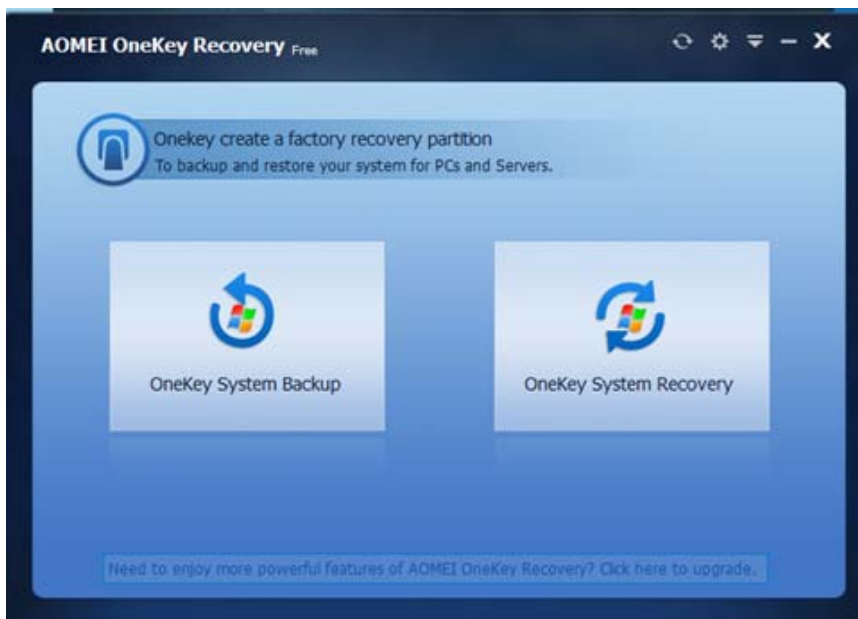 AOMEI OneKey Recovery Free
Onekey create a factory recovery partition
To backup and restore your system for PCs and Servers.
OneKey System Backup
OneKey System Recovery
Need to enjoy more powerful features of AOMEI OneKey Recovery? Click here to upgrade.